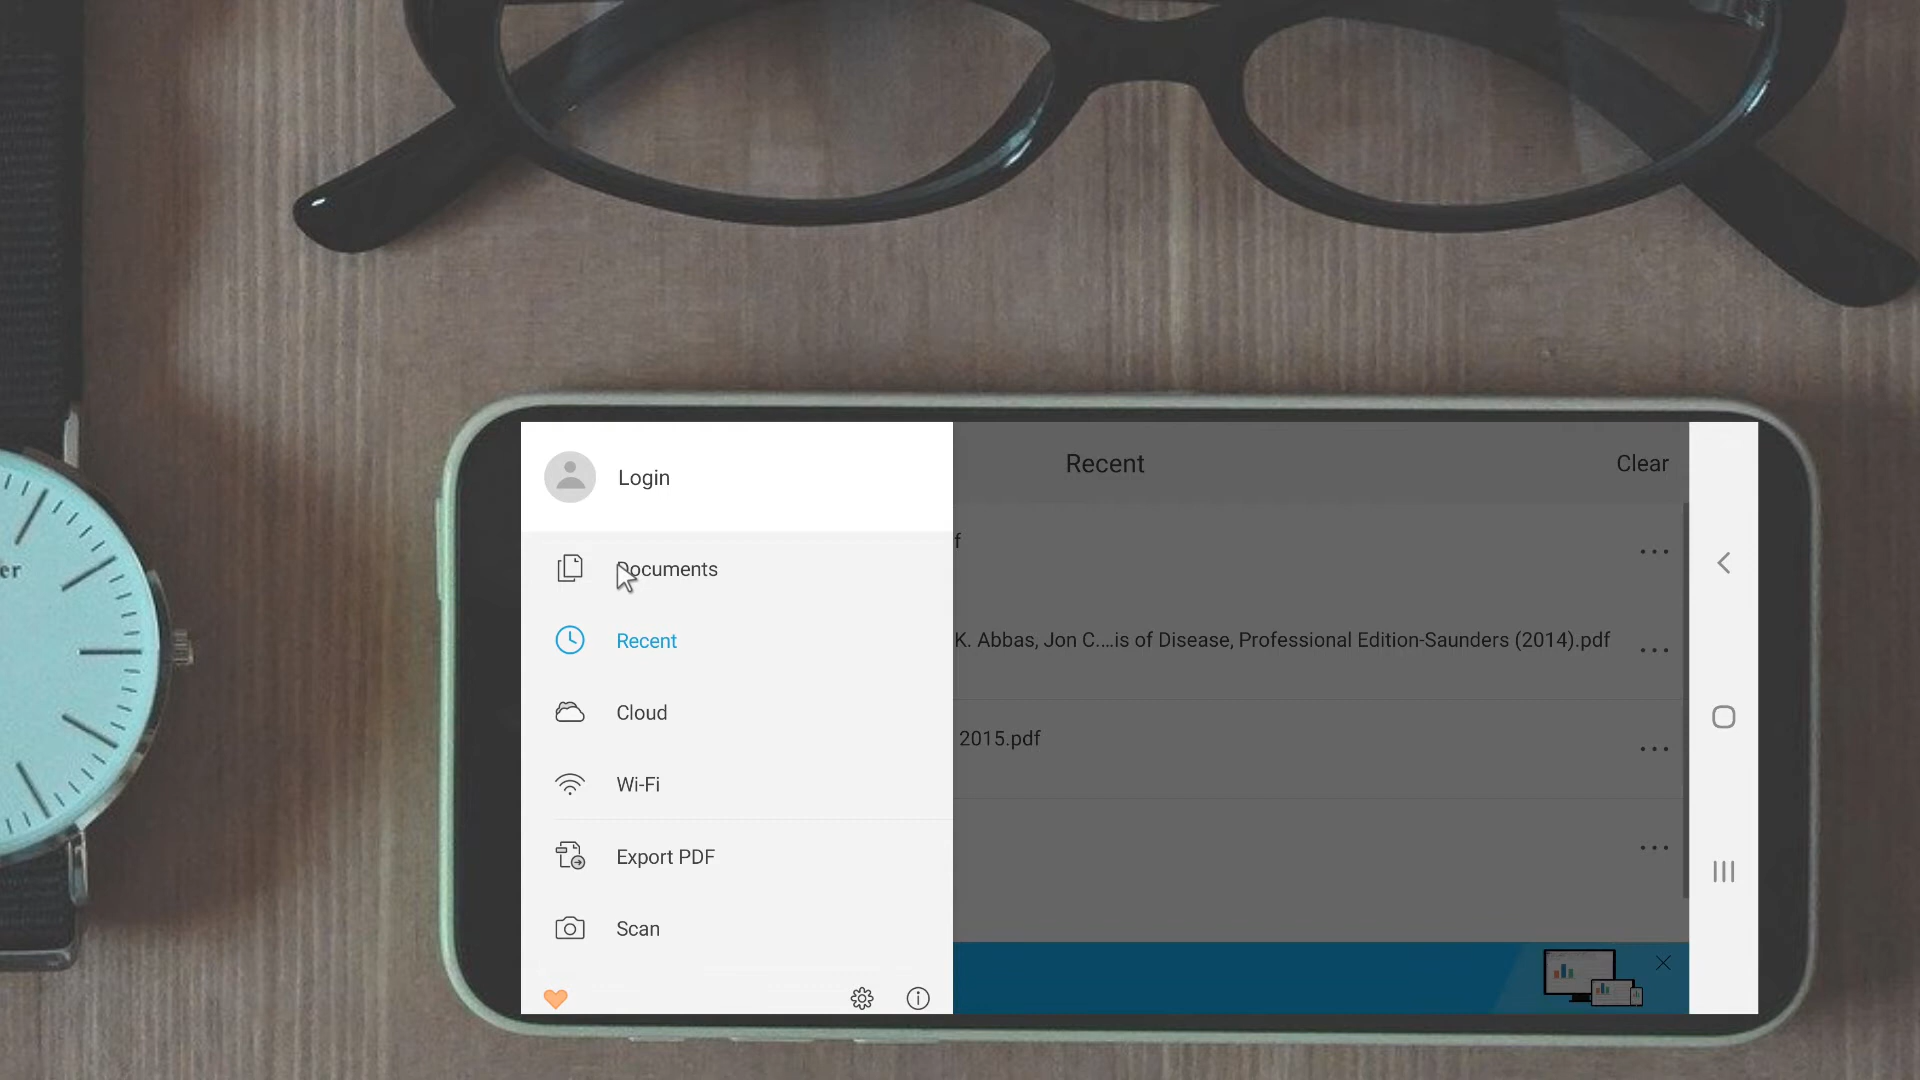 Login
Recent
Clear
Documents
f
Recent
K. Abbas, Jon C....is of Disease, Professional Edition-Saunders (2014).pdf
Cloud
2015.pdf
Wi-Fi
Export PDF
Scan
er